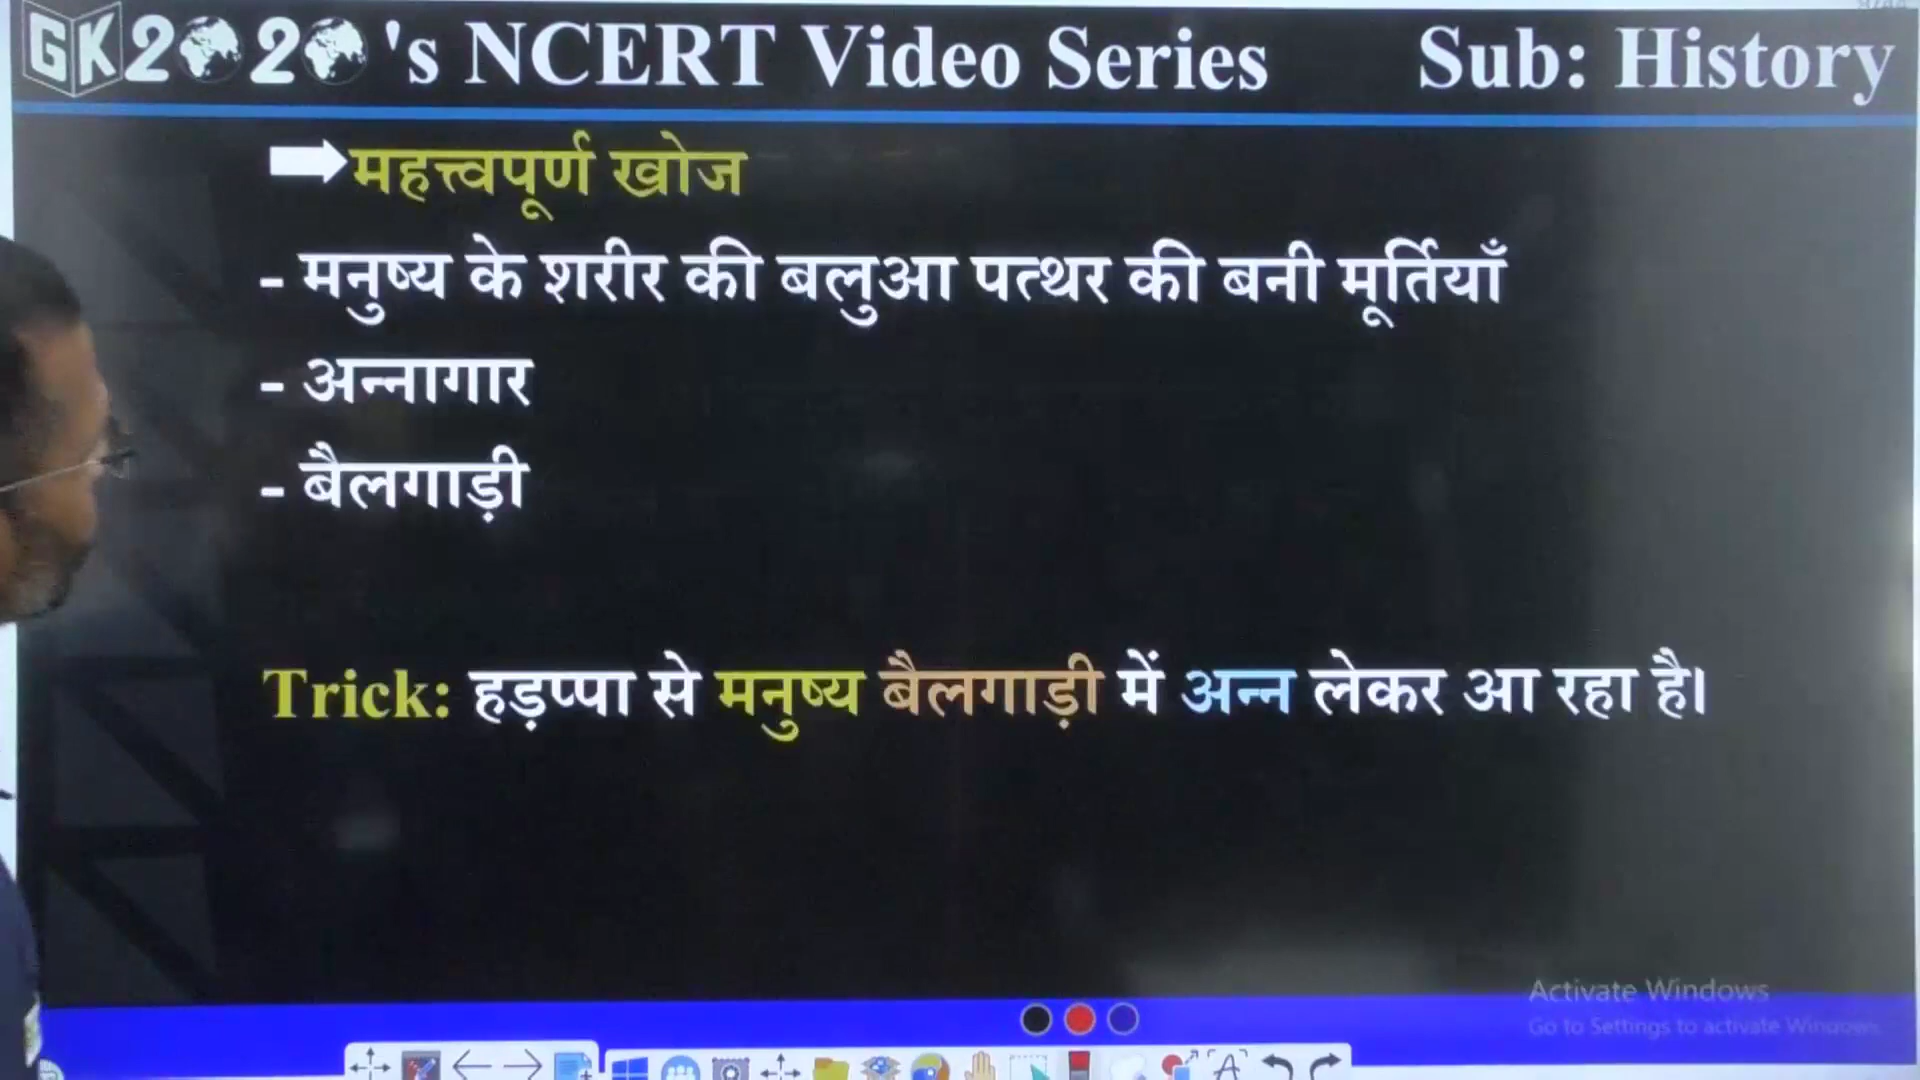 GK2020's NCERT Video Series Sub: History
महत्त्वपूर्ण खोज
- मनुष्य के शरीर की बलुआ पत्थर की बनी मूर्तियाँ
- अन्नागार
- बैलगाड़ी
Trick: हड़प्पा से मनुष्य बैलगाड़ी में अन्न लेकर आ रहा है।
Activate Windows
Go to Settings to activate Windows.